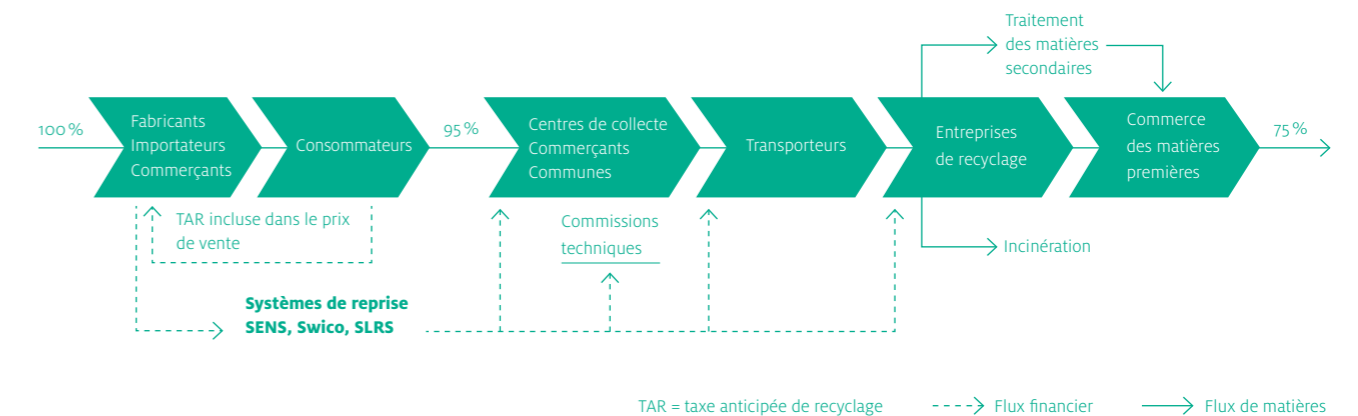 Traitement
des matières
secondaires
100 %
Fabricants
Importateurs
Commerçants
Consommateurs
95 %
Centres de collecte
Commerçants
Communes
Transporteurs
Entreprises
de recyclage
Commerce
des matières
premières
75 %
TAR incluse dans le prix
de vente
Commissions
techniques
Incinération
Systèmes de reprise
SENS, Swico, SLRS
TAR = taxe anticipée de recyclage
Flux financier
Flux de matières